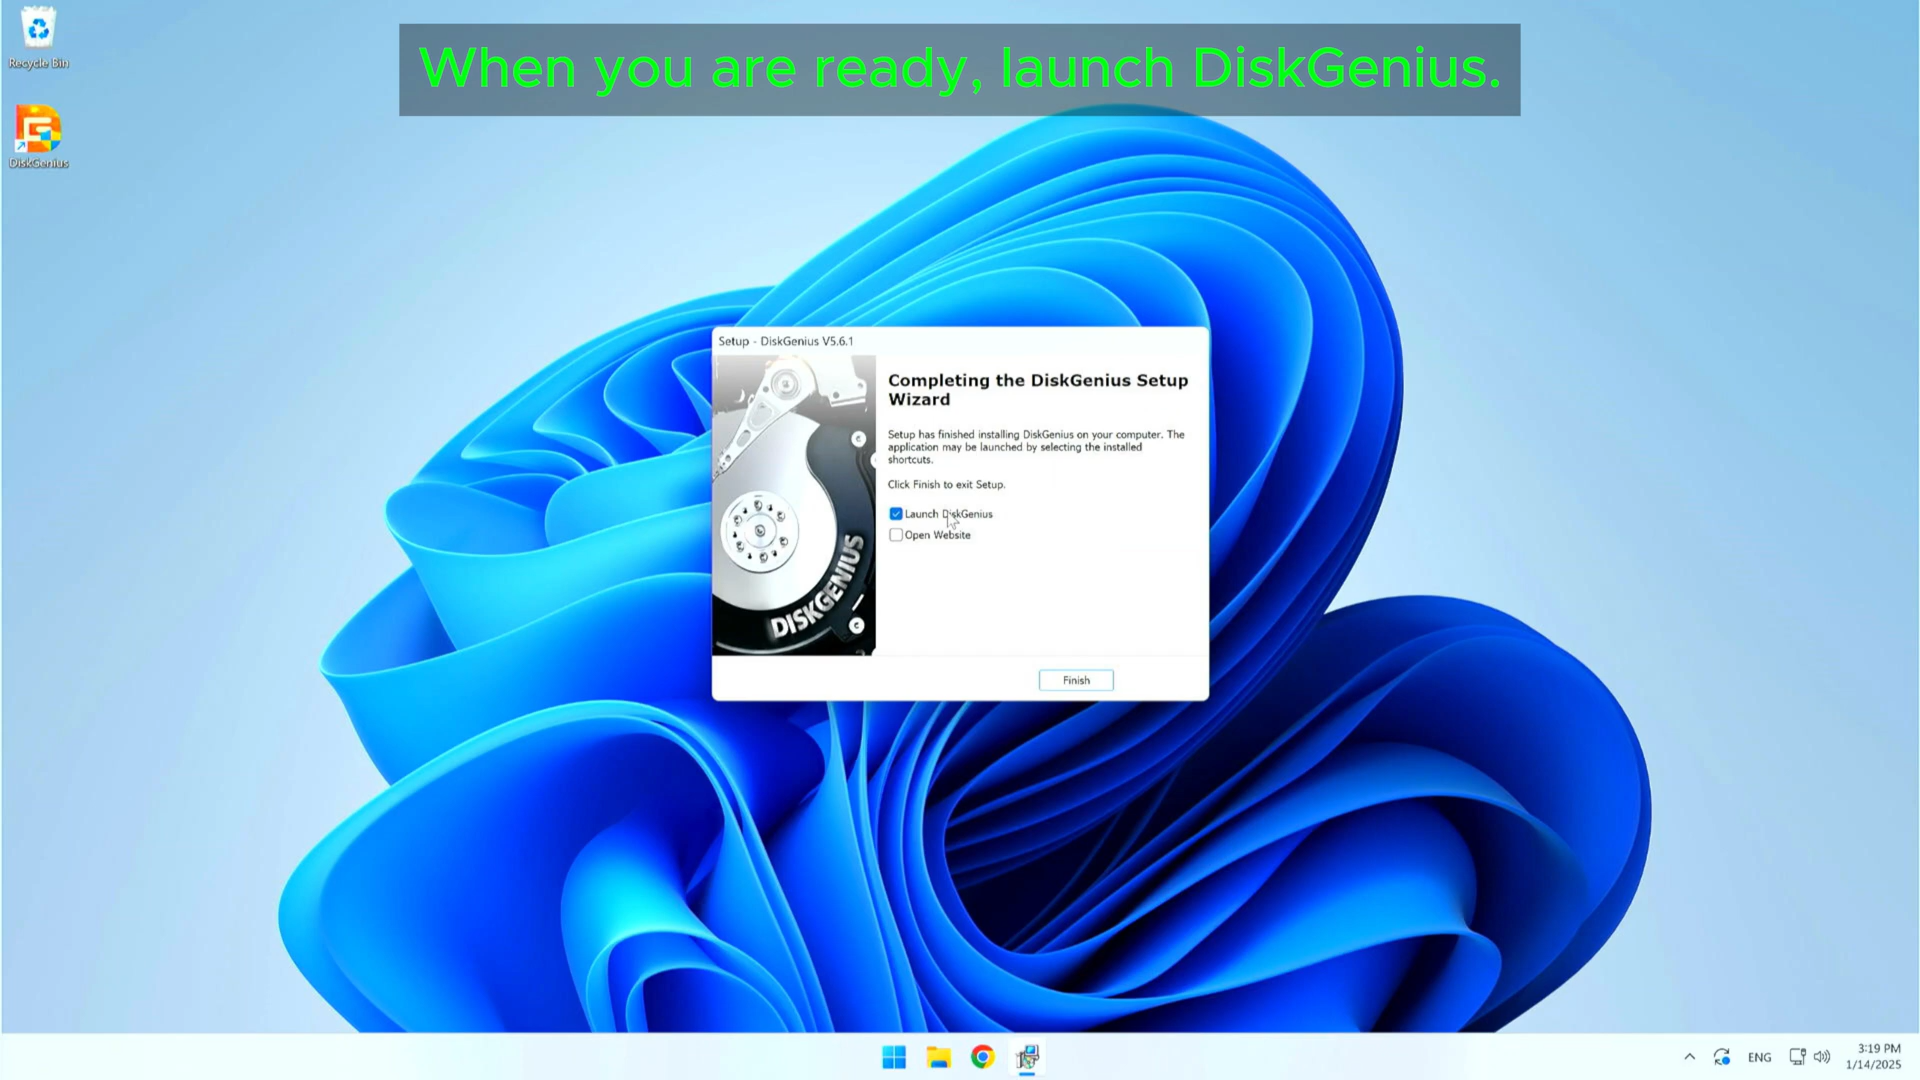 When you are ready, launch DiskGenius.
Recycle Bin
DiskGenius
Setup - DiskGenius V5.6.1
Completing the DiskGenius Setup
Wizard
Setup has finished installing DiskGenius on your computer. The
application may be launched by selecting the installed
shortcuts.
Click Finish to exit Setup.
Launch DiskGenius
Open Website
DISKGENIUS
Finish
ENG
3:19 PM
1/14/2025